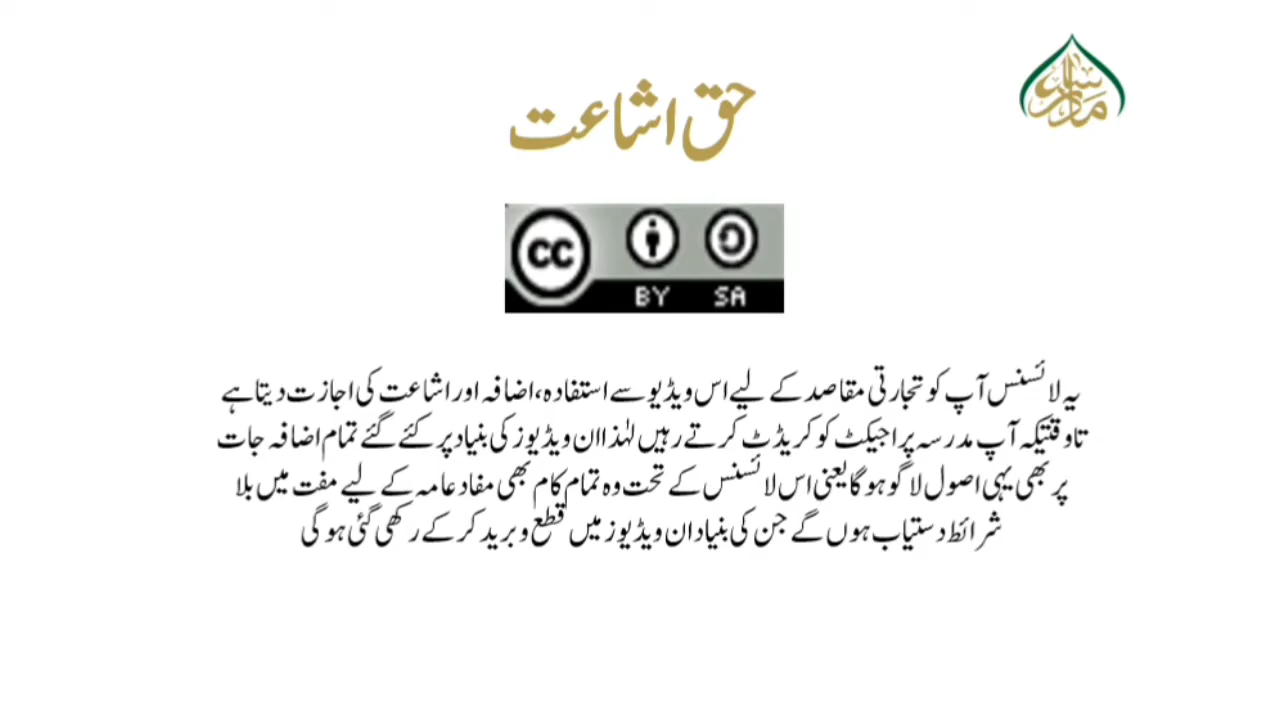 حق اشاعت
cc
BY SA
یہ لائسنس آپ کو تجارتی مقاصد کے لیے اس ویڈیو سے استفادہ، اضافہ اور اشاعت کی اجازت دیتا ہے
تاوقتیکہ آپ مدرسہ پراجیکٹ کو کریڈٹ کرتے رہیں لہٰذا ان ویڈیوز کی بنیاد پر کئے گئے تمام اضافہ جات
پر بھی یہی اصول لاگو ہوگا یعنی اس لائسنس کے تحت وہ تمام کام بھی مفاد عامہ کے لیے مفت میں بلا
شرائط دستیاب ہوں گے جن کی بنیاد ان ویڈیوز میں قطع و برید کر کے رکھی گئی ہوگی